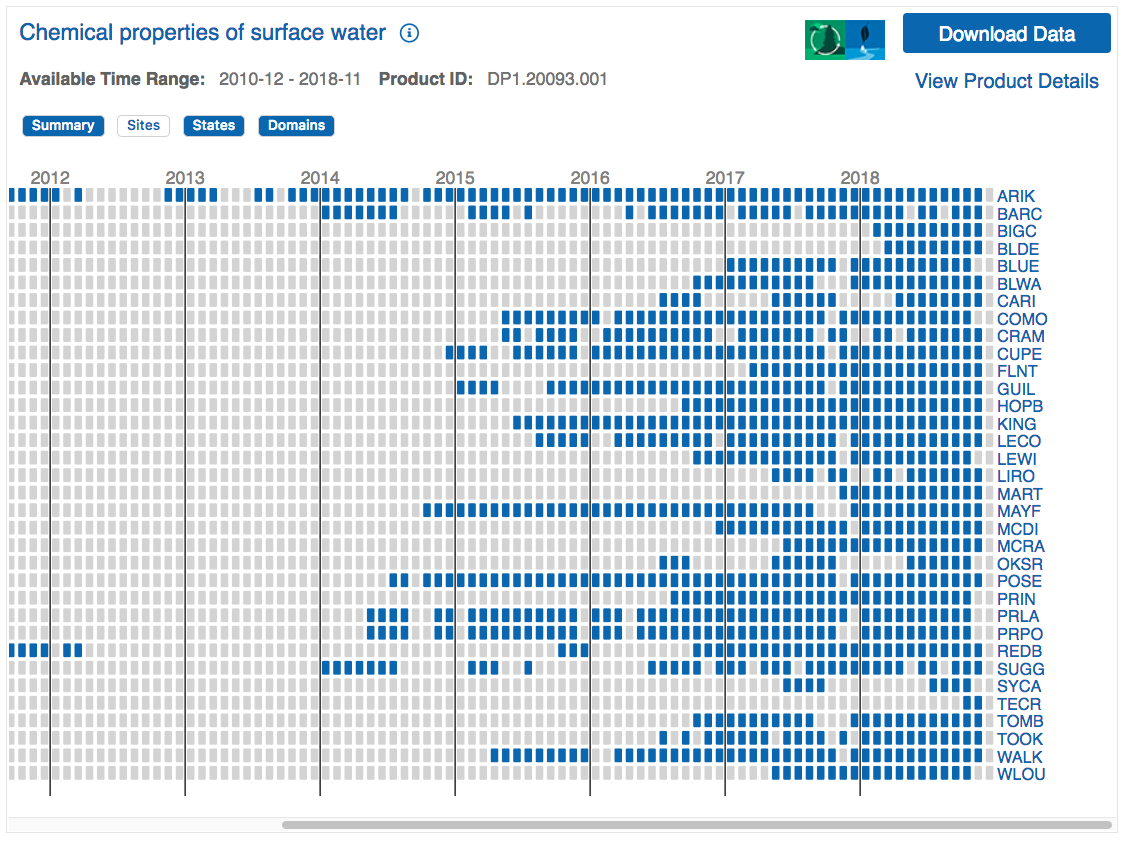 Chemical properties of surface water
Download Data
Available Time Range: 2010-12 - 2018-11 Product ID: DP1.20093.001
View Product Details
Summary Sites States Domains
2012 2013 2014 2015 2016 2017 2018
ARIK
BARC
BIGC
BLDE
BLUE
BLWA
CARI
COMO
CRAM
CUPE
FLNT
GUIL
HOPB
KING
LECO
LEWI
LIRO
MART
MAYF
MCDI
MCRA
OKSR
POSE
PRIN
PRLA
PRPO
REDB
SUGG
SYCA
TECR
TOMB
TOOK
WALK
WLOU